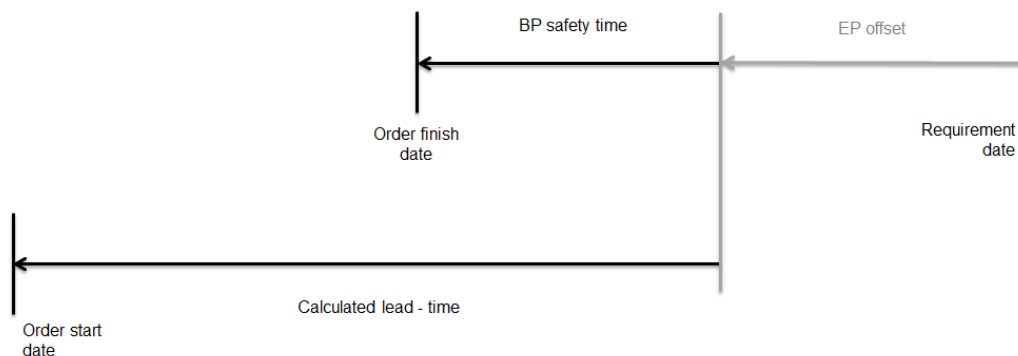 BP safety time
EP offset
Order finish
date
Requirement
date
Calculated lead - time
Order start
date